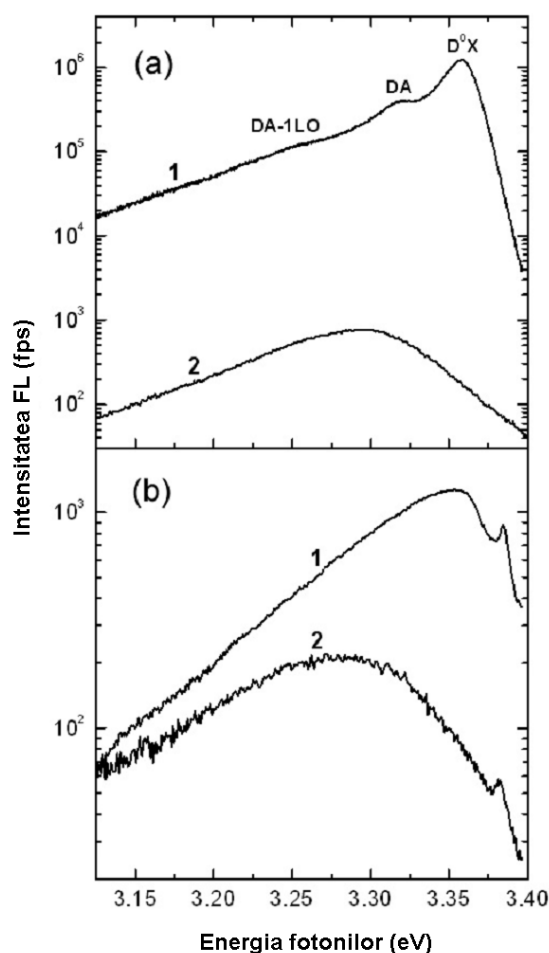 (a)
D⁰X
DA
DA-1LO
1
2
10⁶
10⁵
10⁴
10³
10²
(b)
1
2
10³
10²
3.15 3.20 3.25 3.30 3.35 3.40
Intensitatea FL (fps)
Energia fotonilor (eV)